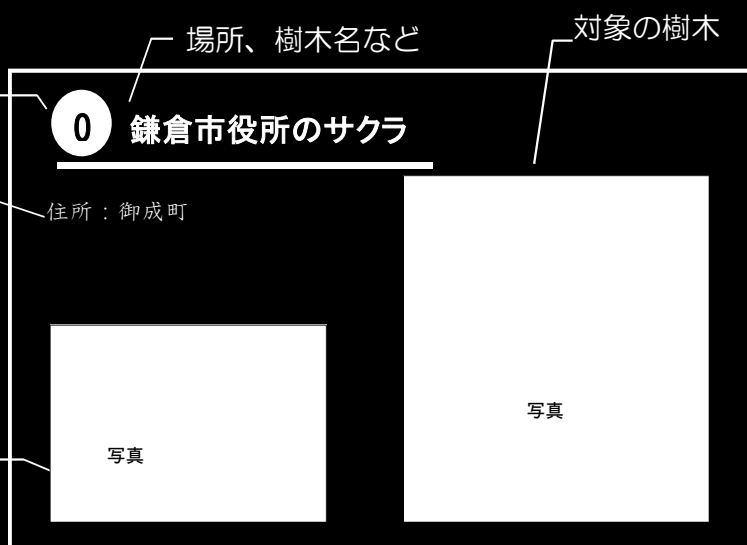 場所、樹木名など
対象の樹木
0 鎌倉市役所のサクラ
住所：御成町
写真
写真